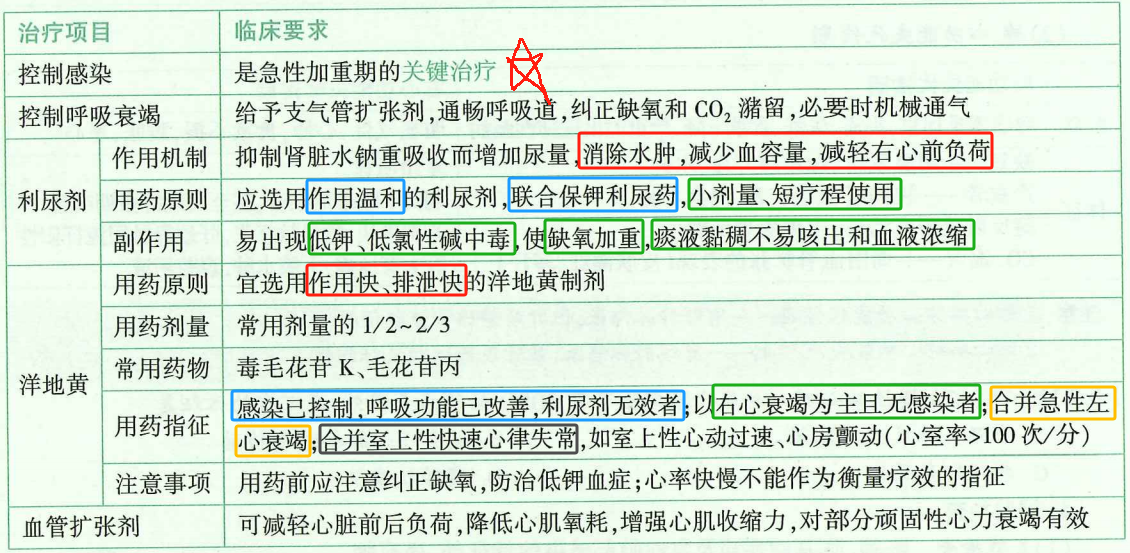 治疗项目 临床要求
控制感染 是急性加重期的关键治疗
控制呼吸衰竭 给予支气管扩张剂,通畅呼吸道,纠正缺氧和 CO₂ 潴留,必要时机械通气
利尿剂 作用机制 抑制肾脏水钠重吸收而增加尿量,消除水肿,减少血容量,减轻右心前负荷
用药原则 应选用作用温和的利尿剂,联合保钾利尿药,小剂量、短疗程使用
副作用 易出现低钾、低氯性碱中毒,使缺氧加重,痰液黏稠不易咳出和血液浓缩
洋地黄 用药原则 宜选用作用快、排泄快的洋地黄制剂
用药剂量 常用剂量的 1/2~2/3
常用药物 毒毛花苷 K、毛花苷丙
用药指征 感染已控制,呼吸功能已改善,利尿剂无效者;以右心衰竭为主且无感染者;合并急性左
心衰竭;合并室上性快速心律失常,如室上性心动过速、心房颤动(心室率>100 次/分)
注意事项 用药前应注意纠正缺氧,防治低钾血症;心率快慢不能作为衡量疗效的指征
血管扩张剂 可减轻心脏前后负荷,降低心肌氧耗,增强心肌收缩力,对部分顽固性心力衰竭有效